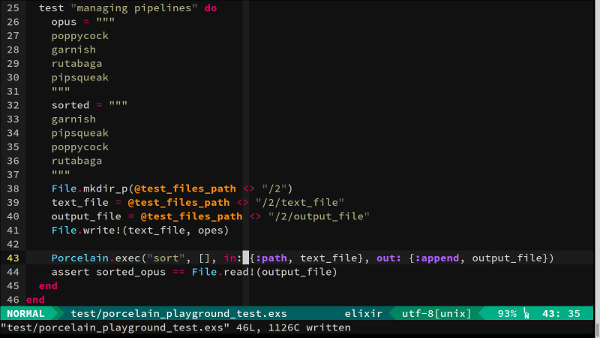 25   test "managing pipelines" do
26     opus = """
27     poppycock
28     garnish
29     rutabaga
30     pipsqueak
31     """
32     sorted = """
33     garnish
34     pipsqueak
35     poppycock
36     rutabaga
37     """
38     File.mkdir_p(@test_files_path <> "/2")
39     text_file = @test_files_path <> "/2/text_file"
40     output_file = @test_files_path <> "/2/output_file"
41     File.write!(text_file, opes)
42
43     Porcelain.exec("sort", [], in: {:path, text_file}, out: {:append, output_file})
44     assert sorted_opus == File.read!(output_file)
45   end
46 end
NORMAL test/porcelain_playground_test.exs elixir utf-8[unix] 93% 43: 35
"test/porcelain_playground_test.exs" 46L, 1126C written